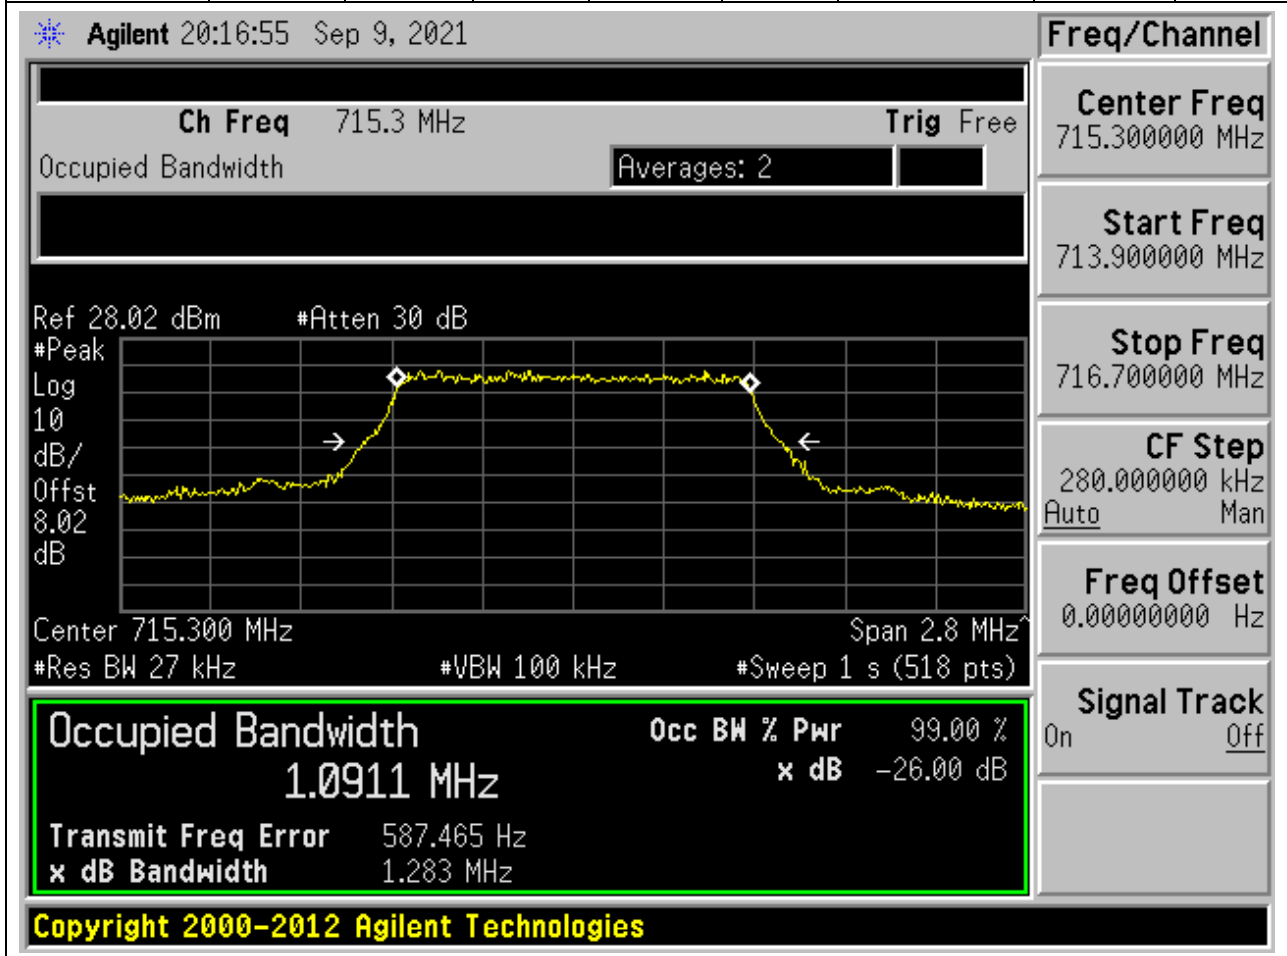 Agilent 20:16:55 Sep 9, 2021
Freq/Channel
Ch Freq 715.3 MHz Trig Free
Occupied Bandwidth Averages: 2
Center Freq
715.300000 MHz
Start Freq
713.900000 MHz
Stop Freq
716.700000 MHz
CF Step
280.000000 kHz
Auto Man
Freq Offset
0.00000000 Hz
Signal Track
On Off
Ref 28.02 dBm #Atten 30 dB
#Peak
Log
10
dB/
Offst
8.02
dB
Center 715.300 MHz Span 2.8 MHz^
#Res BW 27 kHz #VBW 100 kHz #Sweep 1 s (518 pts)
Occupied Bandwidth Occ BW % Pwr 99.00 %
1.0911 MHz x dB -26.00 dB
Transmit Freq Error 587.465 Hz
x dB Bandwidth 1.283 MHz
Copyright 2000-2012 Agilent Technologies